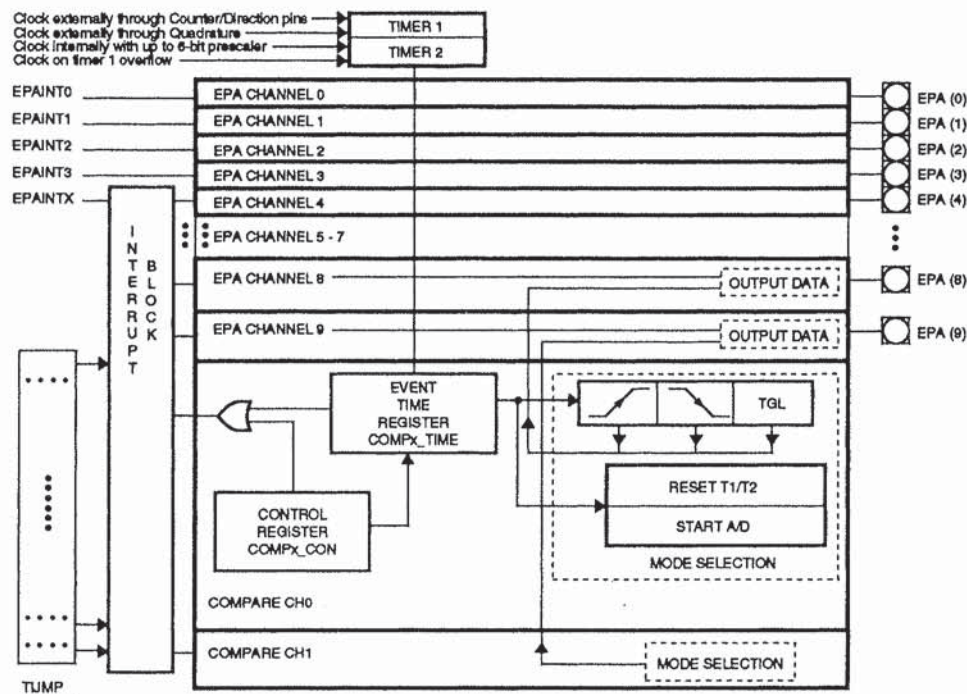 Clock externally through Counter/Direction pins
Clock externally through Quadrature
Clock internally with up to 6-bit prescaler
Clock on timer 1 overflow
TIMER 1
TIMER 2
EPAINT0
EPA CHANNEL 0
EPA (0)
EPAINT1
EPA CHANNEL 1
EPA (1)
EPAINT2
EPA CHANNEL 2
EPA (2)
EPAINT3
EPA CHANNEL 3
EPA (3)
EPAINTX
EPA CHANNEL 4
EPA (4)
EPA CHANNEL 5 - 7
INTERRUPT
BLOCK
EPA CHANNEL 8
OUTPUT DATA
EPA (8)
EPA CHANNEL 9
OUTPUT DATA
EPA (9)
EVENT
TIME
REGISTER
COMPx_TIME
TGL
RESET T1/T2
START A/D
MODE SELECTION
CONTROL
REGISTER
COMPx_CON
COMPARE CH0
COMPARE CH1
MODE SELECTION
TIJMP